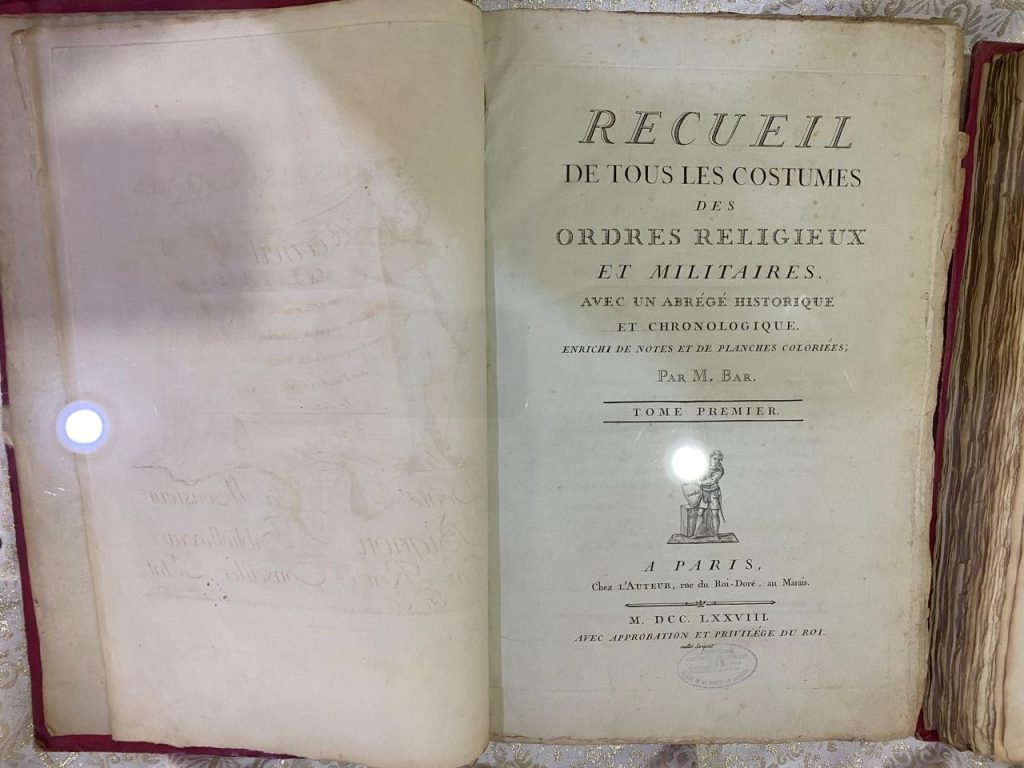 RECUEIL
DE TOUS LES COSTUMES
DES
ORDRES RELIGIEUX
ET MILITAIRES.
AVEC UN ABRÉGÉ HISTORIQUE
ET CHRONOLOGIQUE,
ENRICHI DE NOTES ET DE PLANCHES COLORIÉES;
PAR M. BAR.
TOME PREMIER.
A PARIS,
Chez L'AUTEUR, rue du Roi-Doré, au Marais.
M. DCC. LXXVIII.
AVEC APPROBATION ET PRIVILÉGE DU ROI.